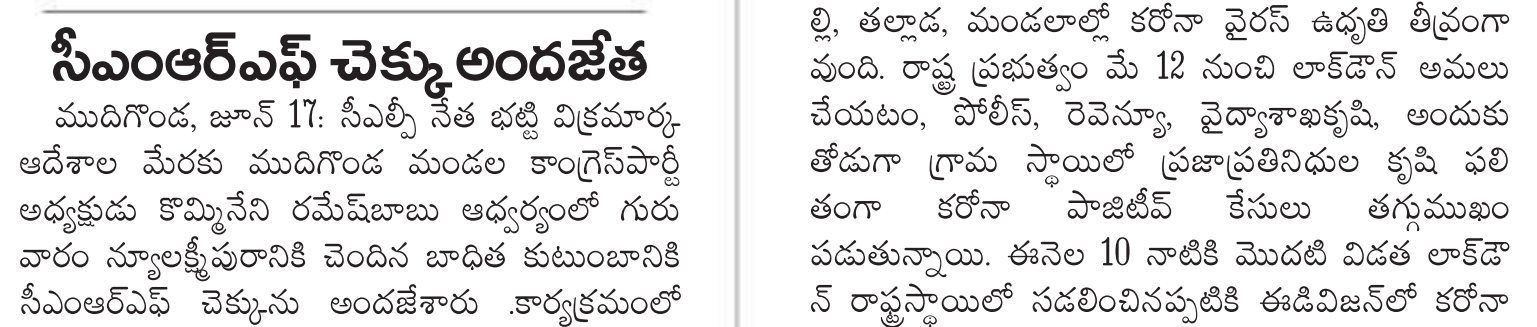 సీఎంఆర్ఎఫ్ చెక్కు అందజేత
ముదిగొండ, జూన్ 17: సీఎల్పీ నేత భట్టి విక్రమార్క
ఆదేశాల మేరకు ముదిగొండ మండల కాంగ్రెస్‌పార్టీ
అధ్యక్షుడు కొమ్మినేని రమేష్‌బాబు ఆధ్వర్యంలో గురు
వారం న్యూలక్ష్మీపురానికి చెందిన బాధిత కుటుంబానికి
సీఎంఆర్ఎఫ్ చెక్కును అందజేశారు .కార్యక్రమంలో
ల్లి, తల్లాడ, మండలాల్లో కరోనా వైరస్ ఉధృతి తీవ్రంగా
వుంది. రాష్ట్ర ప్రభుత్వం మే 12 నుంచి లాక్‌డౌన్ అమలు
చేయటం, పోలీస్, రెవెన్యూ, వైద్యాశాఖకృషి, అందుకు
తోడుగా గ్రామ స్థాయిలో ప్రజాప్రతినిధుల కృషి ఫలి
తంగా కరోనా పాజిటీవ్ కేసులు తగ్గుముఖం
పడుతున్నాయి. ఈనెల 10 నాటికి మొదటి విడత లాక్‌డౌ
న్ రాష్ట్రస్థాయిలో సడలించినప్పటికి ఈడివిజన్‌లో కరోనా